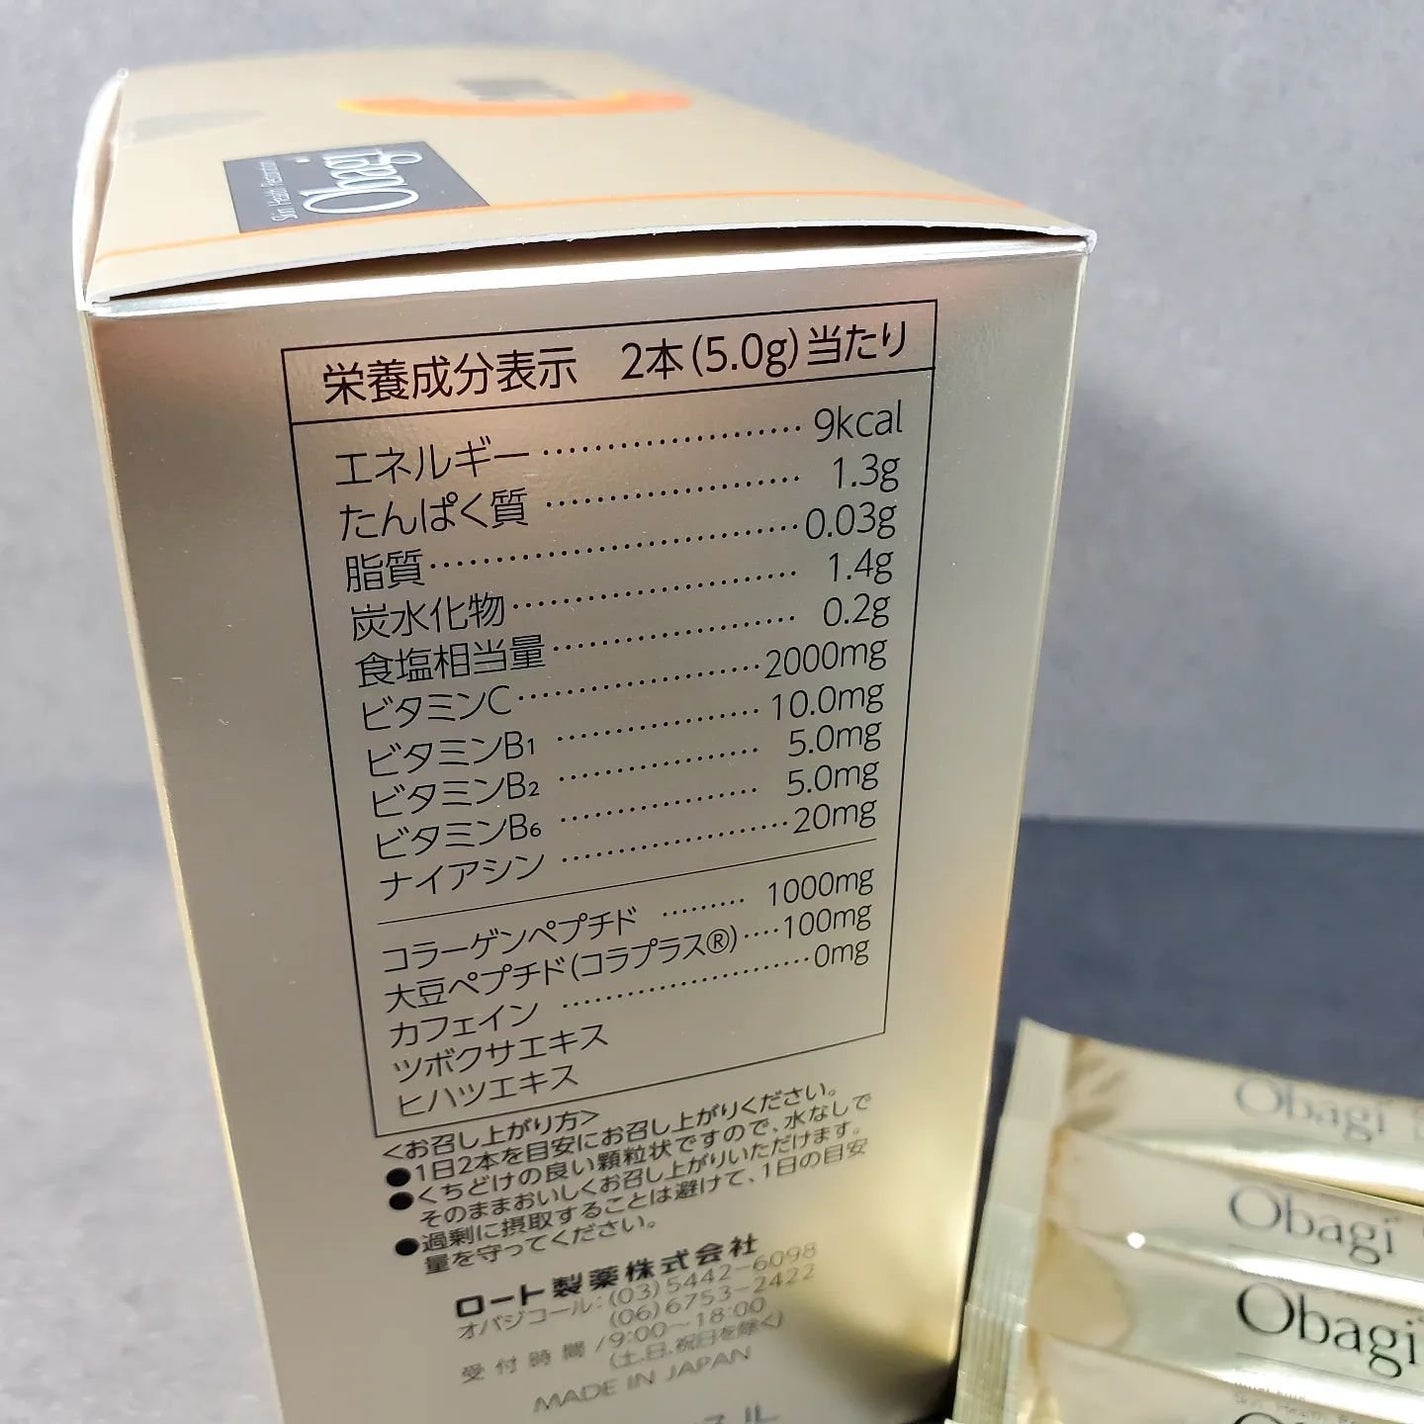 Obagi
Skin Health Restoration
栄養成分表示 2本(5.0g)当たり
エネルギー…………………9kcal
たんぱく質…………………1.3g
脂質…………………0.03g
炭水化物…………………1.4g
食塩相当量…………………0.2g
ビタミンC…………………2000mg
ビタミンB1…………………10.0mg
ビタミンB2…………………5.0mg
ビタミンB6…………………5.0mg
ナイアシン…………………20mg
コラーゲンペプチド………1000mg
大豆ペプチド(コラプラス®)‥‥100mg
カフェイン…………………0mg
ツボクサエキス
ヒハツエキス
<お召し上がり方>
●1日2本を目安にお召し上がりください。
●くちどけの良い顆粒状ですので、水なしで
そのままおいしくお召し上がりいただけます。
●過剰に摂取することは避けて、1日の目安
量を守ってください。
ロート製薬株式会社
オバジコール:(03)5442-6098
(06)6753-2422
受付時間/9:00~18:00
(土,日,祝日を除く)
MADE IN JAPAN
Obagi
Obagi
Obagi